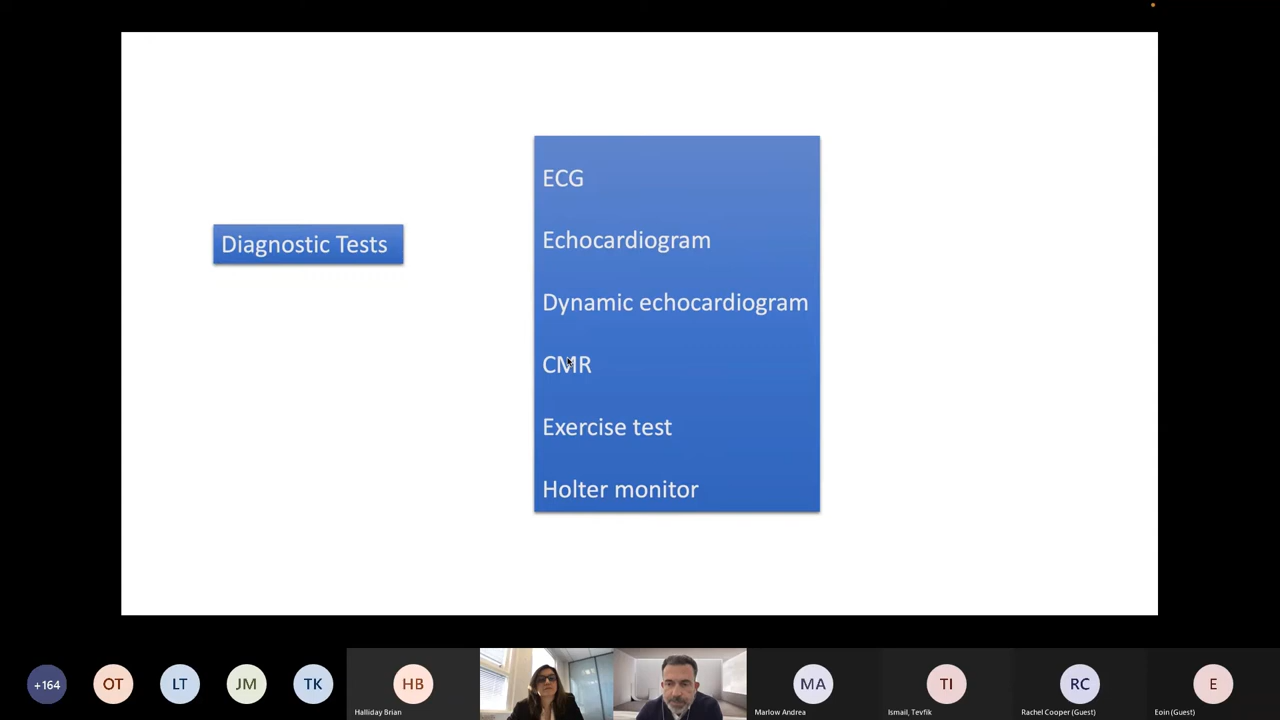 Diagnostic Tests
ECG
Echocardiogram
Dynamic echocardiogram
CMR
Exercise test
Holter monitor
+164
OT
LT
JM
TK
HB
Halliday Brian
MA
Marlow Andrea
TI
Ismail, Tevfik
RC
Rachel Cooper (Guest)
E
Eoin (Guest)